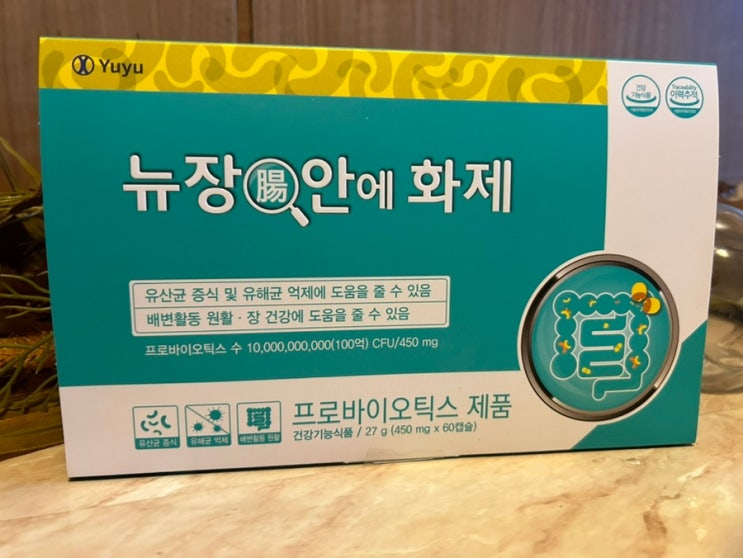 Yuyu
건강
기능식품
Traceability
이력추적
뉴장腸안에 화제
유산균 증식 및 유해균 억제에 도움을 줄 수 있음
배변활동 원활 · 장 건강에 도움을 줄 수 있음
프로바이오틱스 수 10,000,000,000(100억) CFU/450 mg
유산균 증식
유해균 억제
배변활동 원활
프로바이오틱스 제품
건강기능식품 / 27 g (450 mg x 60캡슐)